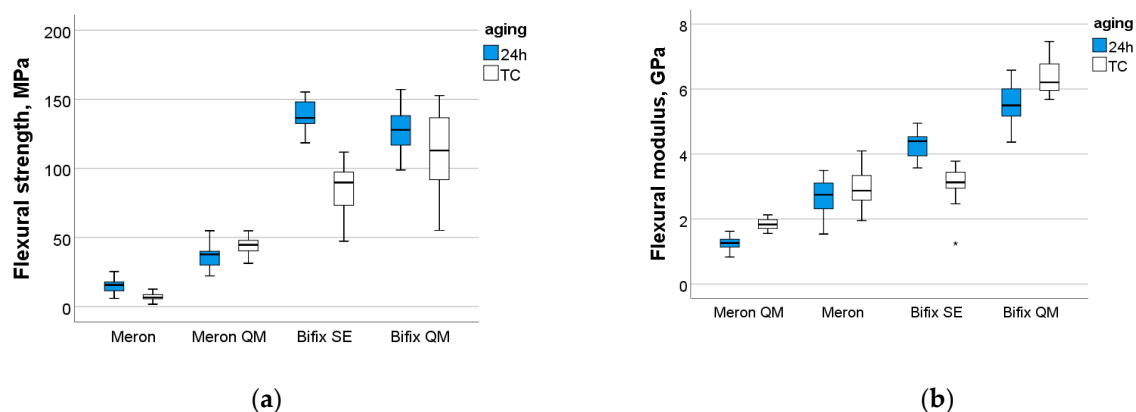 aging
24h
TC
Flexural strength, MPa
200
150
100
50
0
Meron Meron QM Bifix SE Bifix QM
(a)
aging
24h
TC
Flexural modulus, GPa
8
6
4
2
0
*
Meron QM Meron Bifix SE Bifix QM
(b)